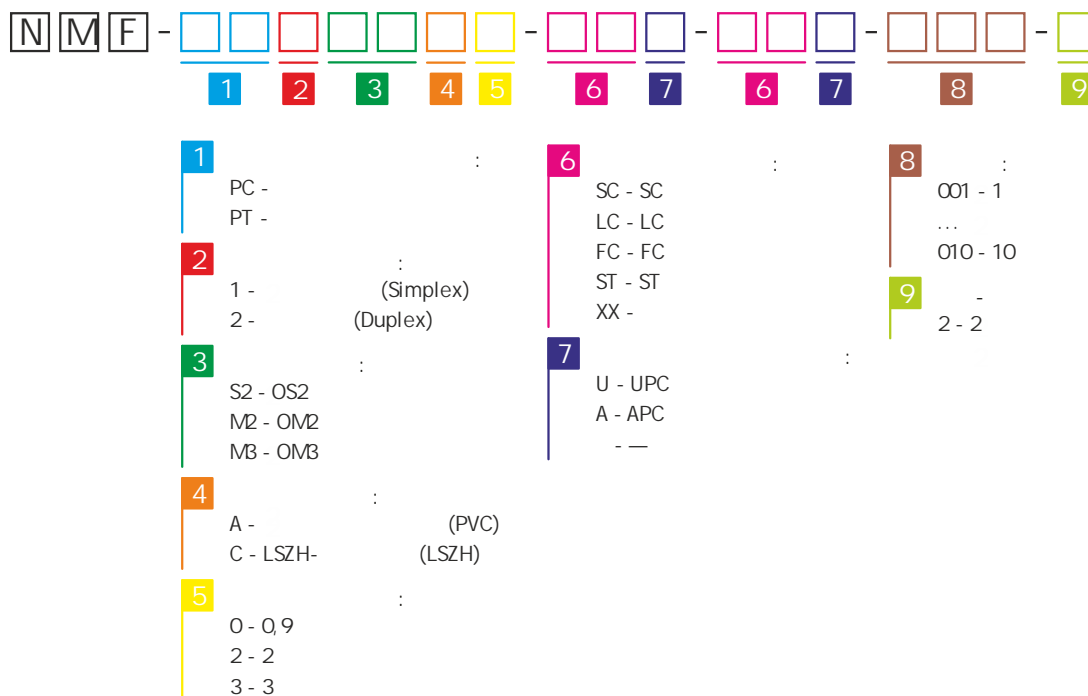 NMF - - - -
1 2 3 4 5 6 7 6 7 8 9
1 :
PC -
PT -
2 :
1 - (Simplex)
2 - (Duplex)
3 :
S2 - OS2
M2 - OM2
M3 - OM3
4 :
A - (PVC)
C - LSZH- (LSZH)
5 :
0 - 0,9
2 - 2
3 - 3
6 :
SC - SC
LC - LC
FC - FC
ST - ST
XX -
7 :
U - UPC
A - APC
- —
8 :
001 - 1
...
010 - 10
9 -
2 - 2